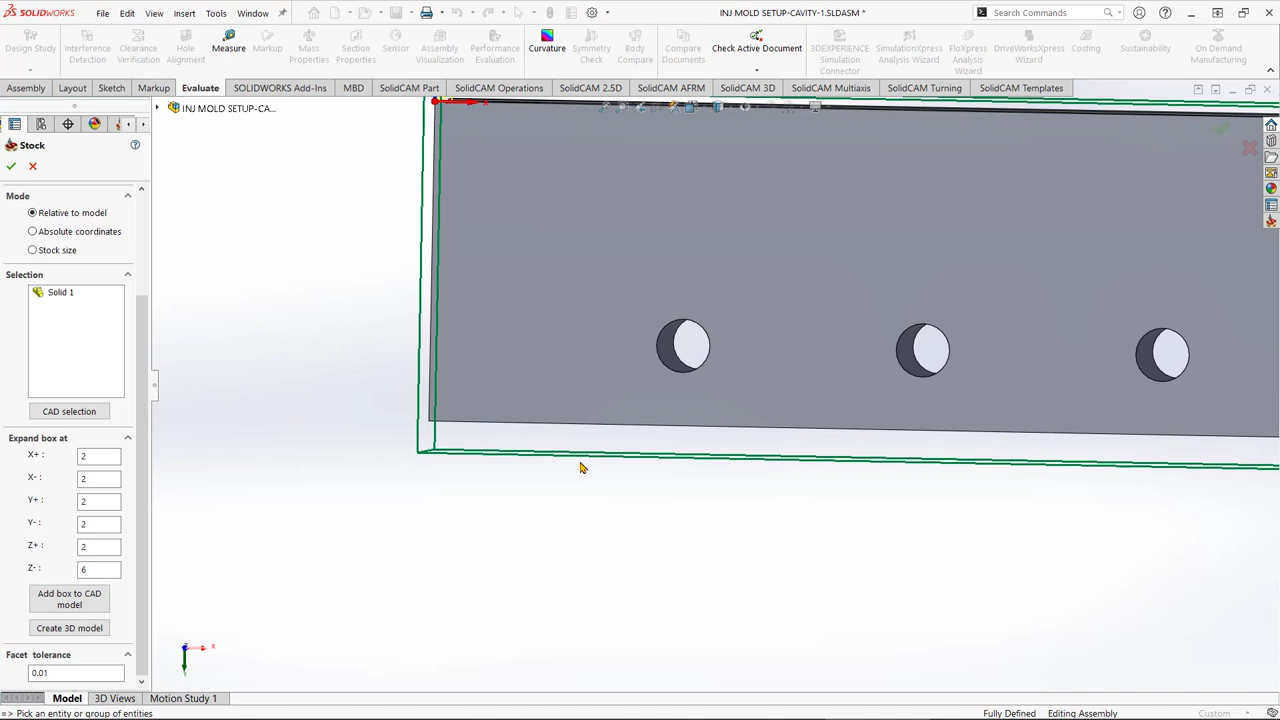 SOLIDWORKS
File
Edit
View
Insert
Tools
Window
INJ MOLD SETUP-CAVITY-1.SLDASM *
Search Commands
Design Study
Interference Detection
Clearance Verification
Hole Alignment
Measure
Markup
Mass Properties
Section Properties
Sensor
Assembly Visualization
Performance Evaluation
Curvature
Symmetry Check
Body Compare
Compare Documents
Check Active Document
3DEXPERIENCE Simulation Connector
SimulationXpress Analysis Wizard
FloXpress Analysis Wizard
DriveWorksXpress Wizard
Costing
Sustainability
On Demand Manufacturing
Assembly
Layout
Sketch
Markup
Evaluate
SOLIDWORKS Add-Ins
MBD
SolidCAM Part
SolidCAM Operations
SolidCAM 2.5D
SolidCAM AFRM
SolidCAM 3D
SolidCAM Multiaxis
SolidCAM Turning
SolidCAM Templates
INJ MOLD SETUP-CA...
Stock
Mode
Relative to model
Absolute coordinates
Stock size
Selection
Solid 1
CAD selection
Expand box at
X+ : 2
X- : 2
Y+ : 2
Y- : 2
Z+ : 2
Z- : 6
Add box to CAD
model
Create 3D model
Facet tolerance
0.01
Model
3D Views
Motion Study 1
=> Pick an entity or group of entities
Fully Defined
Editing Assembly
Custom